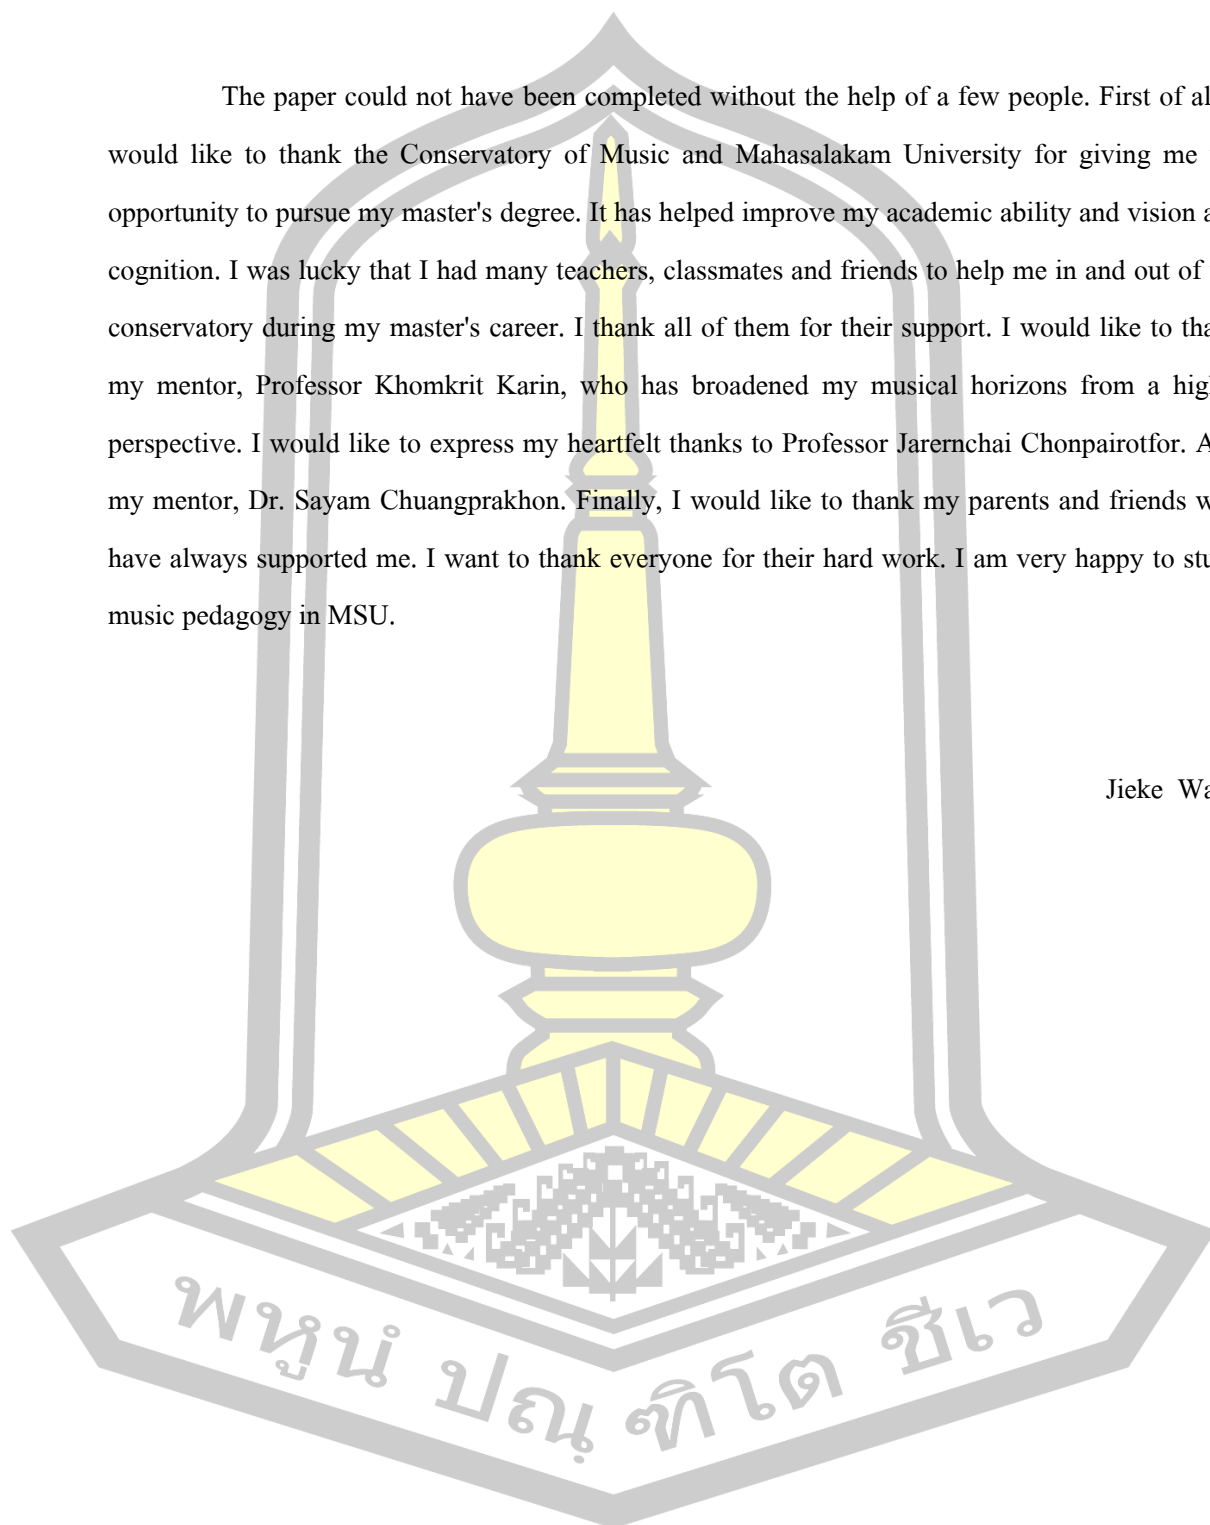 The paper could not have been completed without the help of a few people. First of al
would like to thank the Conservatory of Music and Mahasalakam University for giving me
opportunity to pursue my master's degree. It has helped improve my academic ability and vision a
cognition. I was lucky that I had many teachers, classmates and friends to help me in and out of
conservatory during my master's career. I thank all of them for their support. I would like to tha
my mentor, Professor Khomkrit Karin, who has broadened my musical horizons from a hig
perspective. I would like to express my heartfelt thanks to Professor Jarernchai Chonpairotfor. A
my mentor, Dr. Sayam Chuangprakhon. Finally, I would like to thank my parents and friends w
have always supported me. I want to thank everyone for their hard work. I am very happy to stu
music pedagogy in MSU.
Jieke Wa
พหูนํ ปณฺฑิโต ชีเว